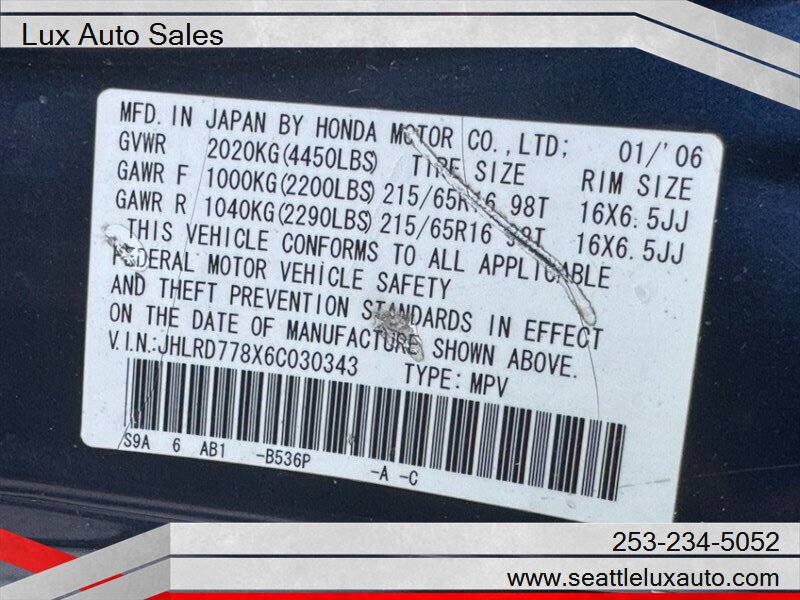 Lux Auto Sales
MFD. IN JAPAN BY HONDA MOTOR CO., LTD; 01/'06
GVWR 2020KG(4450LBS) TIRE SIZE RIM SIZE
GAWR F 1000KG(2200LBS) 215/65R16 98T 16X6.5JJ
GAWR R 1040KG(2290LBS) 215/65R16 98T 16X6.5JJ
THIS VEHICLE CONFORMS TO ALL APPLICABLE
FEDERAL MOTOR VEHICLE SAFETY
AND THEFT PREVENTION STANDARDS IN EFFECT
ON THE DATE OF MANUFACTURE SHOWN ABOVE.
V.I.N.:JHLRD778X6C030343 TYPE: MPV
S9A 6 AB1 -B536P -A -C
253-234-5052
www.seattleluxauto.com